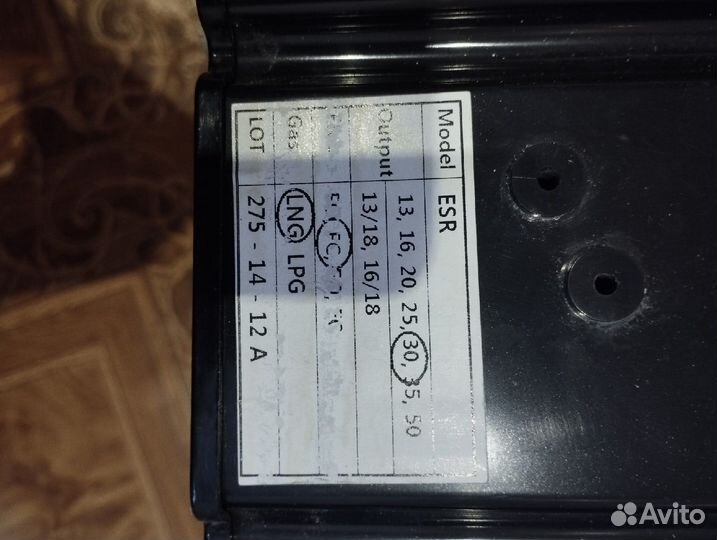 Model ESR
Output 13, 16, 20, 25, 30, 35, 50
13/18, 16/18
FC,
Gas LNG, LPG
LOT 275 - 14 - 12 A
Avito